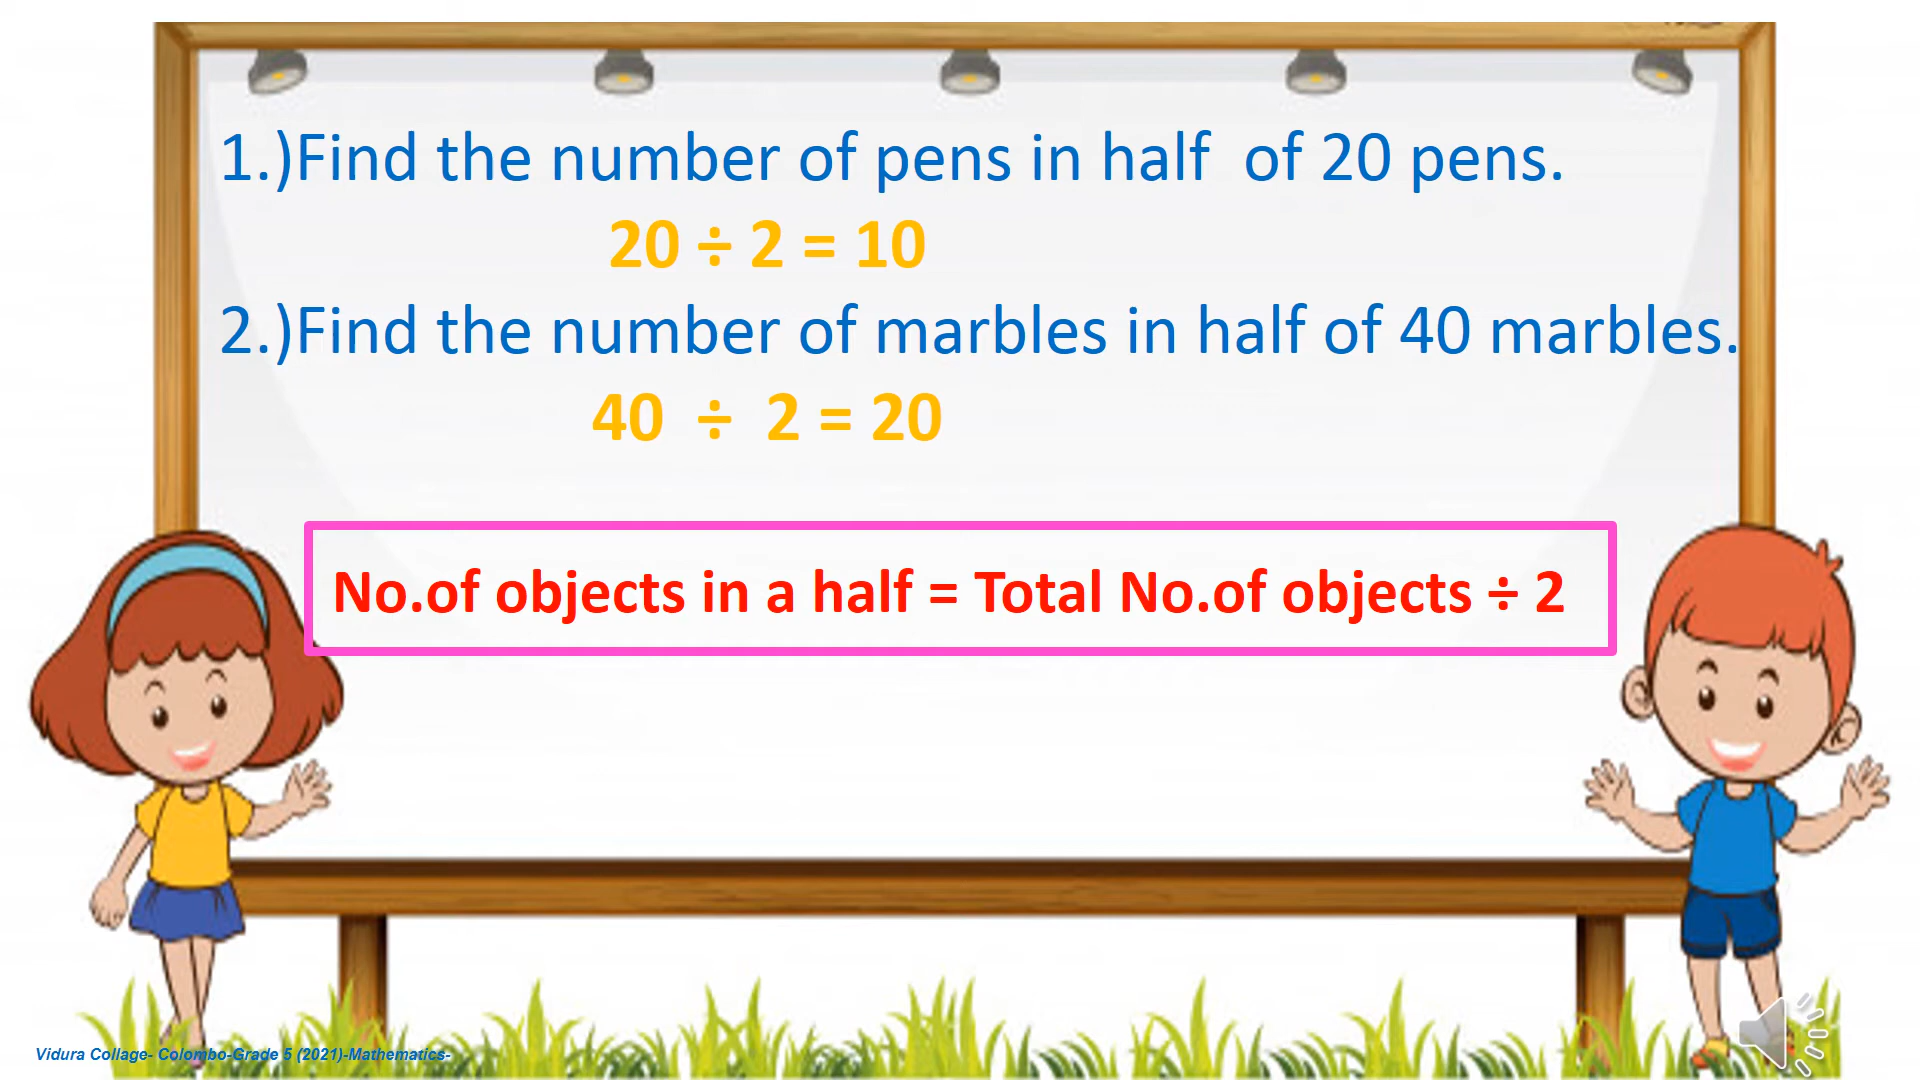 1.)Find the number of pens in half  of 20 pens.
20 ÷ 2 = 10
2.)Find the number of marbles in half of 40 marbles.
40  ÷  2 = 20
No.of objects in a half = Total No.of objects ÷ 2
Vidura Collage- Colombo-Grade 5 (2021)-Mathematics-